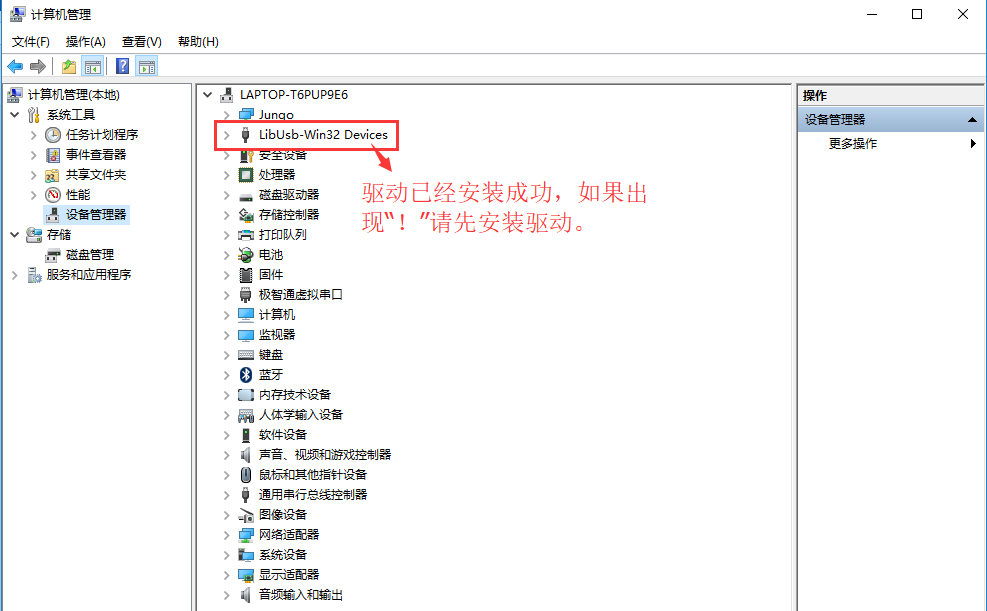 计算机管理
文件(F) 操作(A) 查看(V) 帮助(H)
计算机管理(本地)
系统工具
任务计划程序
事件查看器
共享文件夹
性能
设备管理器
存储
磁盘管理
服务和应用程序
LAPTOP-T6PUP9E6
Jungo
LibUsb-Win32 Devices
安全设备
处理器
磁盘驱动器
存储控制器
打印队列
电池
固件
极智通虚拟串口
计算机
监视器
键盘
蓝牙
内存技术设备
人体学输入设备
软件设备
声音、视频和游戏控制器
鼠标和其他指针设备
通用串行总线控制器
图像设备
网络适配器
系统设备
显示适配器
音频输入和输出
驱动已经安装成功，如果出
现“！”请先安装驱动。
操作
设备管理器
更多操作